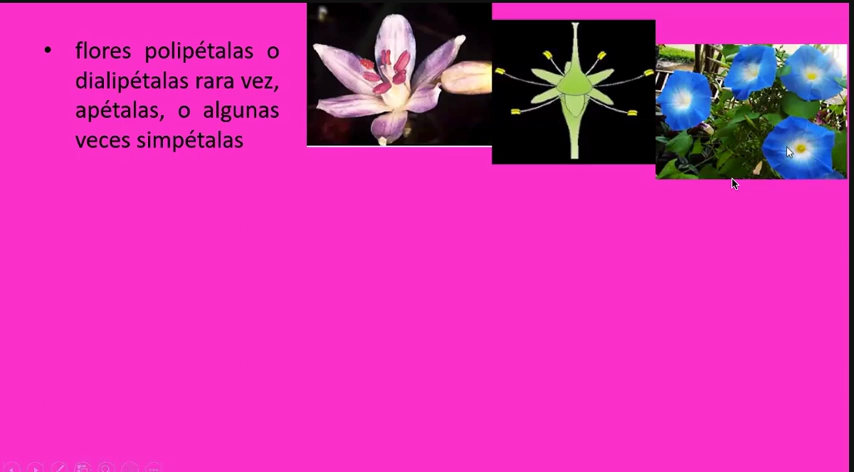 • flores polipétalas o
dialipétalas rara vez,
apétalas, o algunas
veces simpétalas